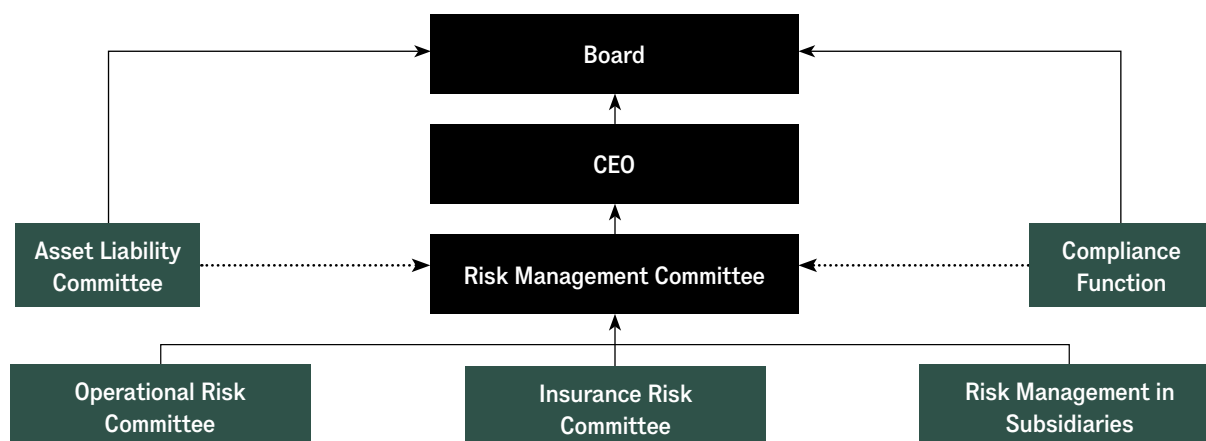 Board
CEO
Asset Liability
Committee
Risk Management Committee
Compliance
Function
Operational Risk
Committee
Insurance Risk
Committee
Risk Management in
Subsidiaries